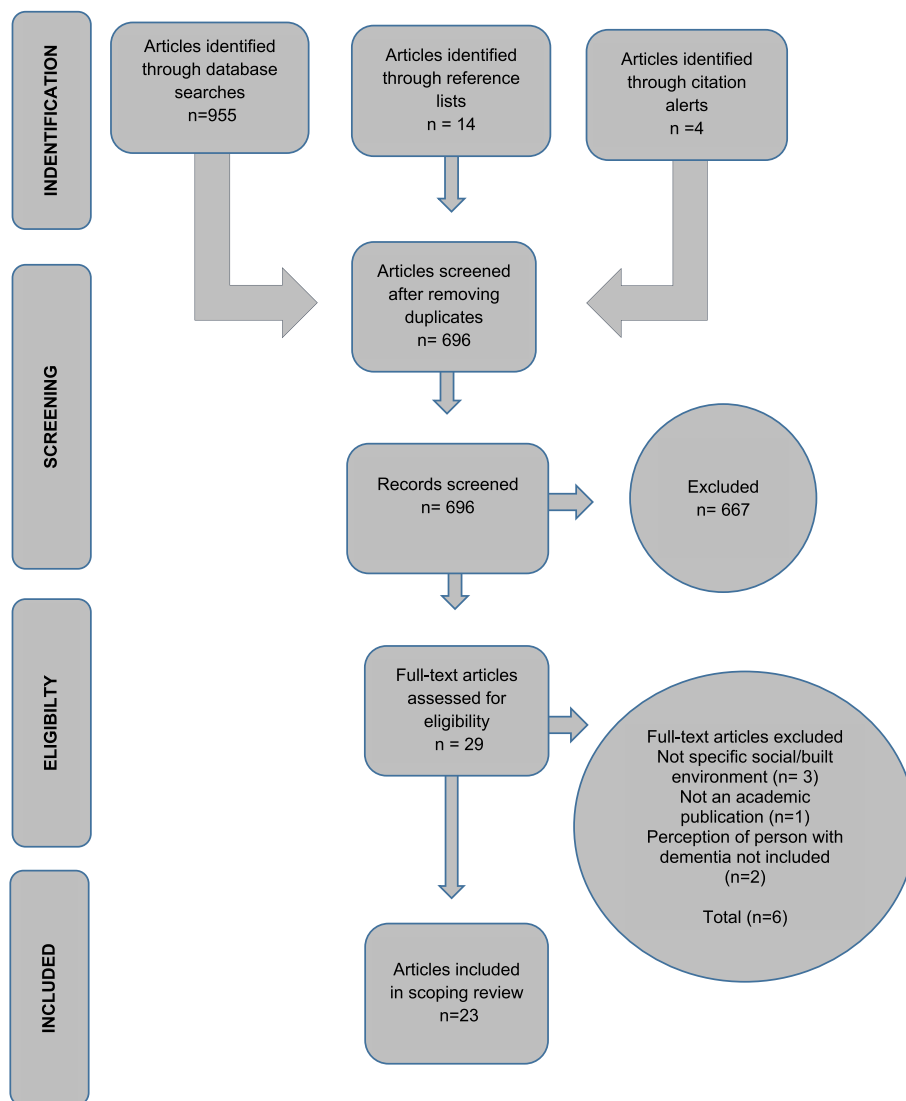 INDENTIFICATION
Articles identified
through database
searches
n=955
Articles identified
through reference
lists
n = 14
Articles identified
through citation
alerts
n =4
SCREENING
Articles screened
after removing
duplicates
n= 696
Records screened
n= 696
Excluded
n= 667
ELIGIBILTY
Full-text articles
assessed for
eligibility
n = 29
Full-text articles excluded
Not specific social/built
environment (n= 3)
Not an academic
publication (n=1)
Perception of person with
dementia not included
(n=2)
Total (n=6)
INCLUDED
Articles included
in scoping review
n=23